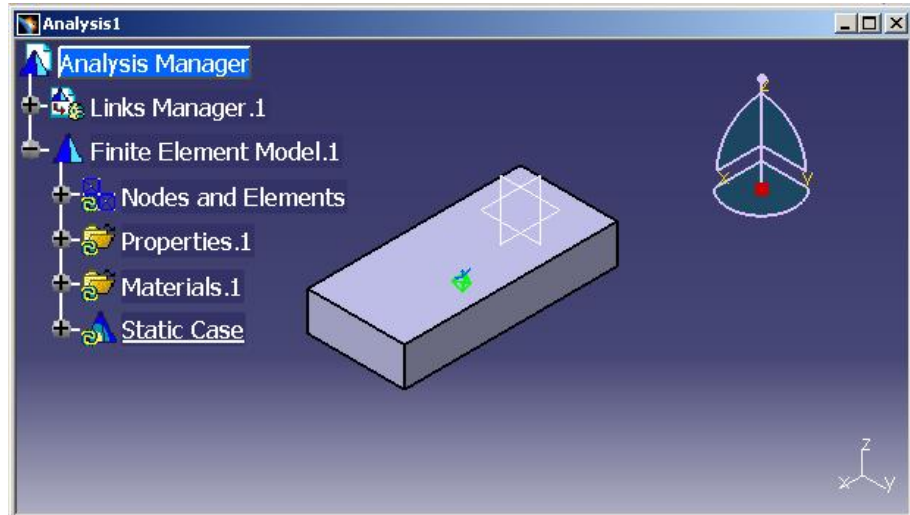 Analysis1
Analysis Manager
Links Manager.1
Finite Element Model.1
Nodes and Elements
Properties.1
Materials.1
Static Case
z
x y
z
x y